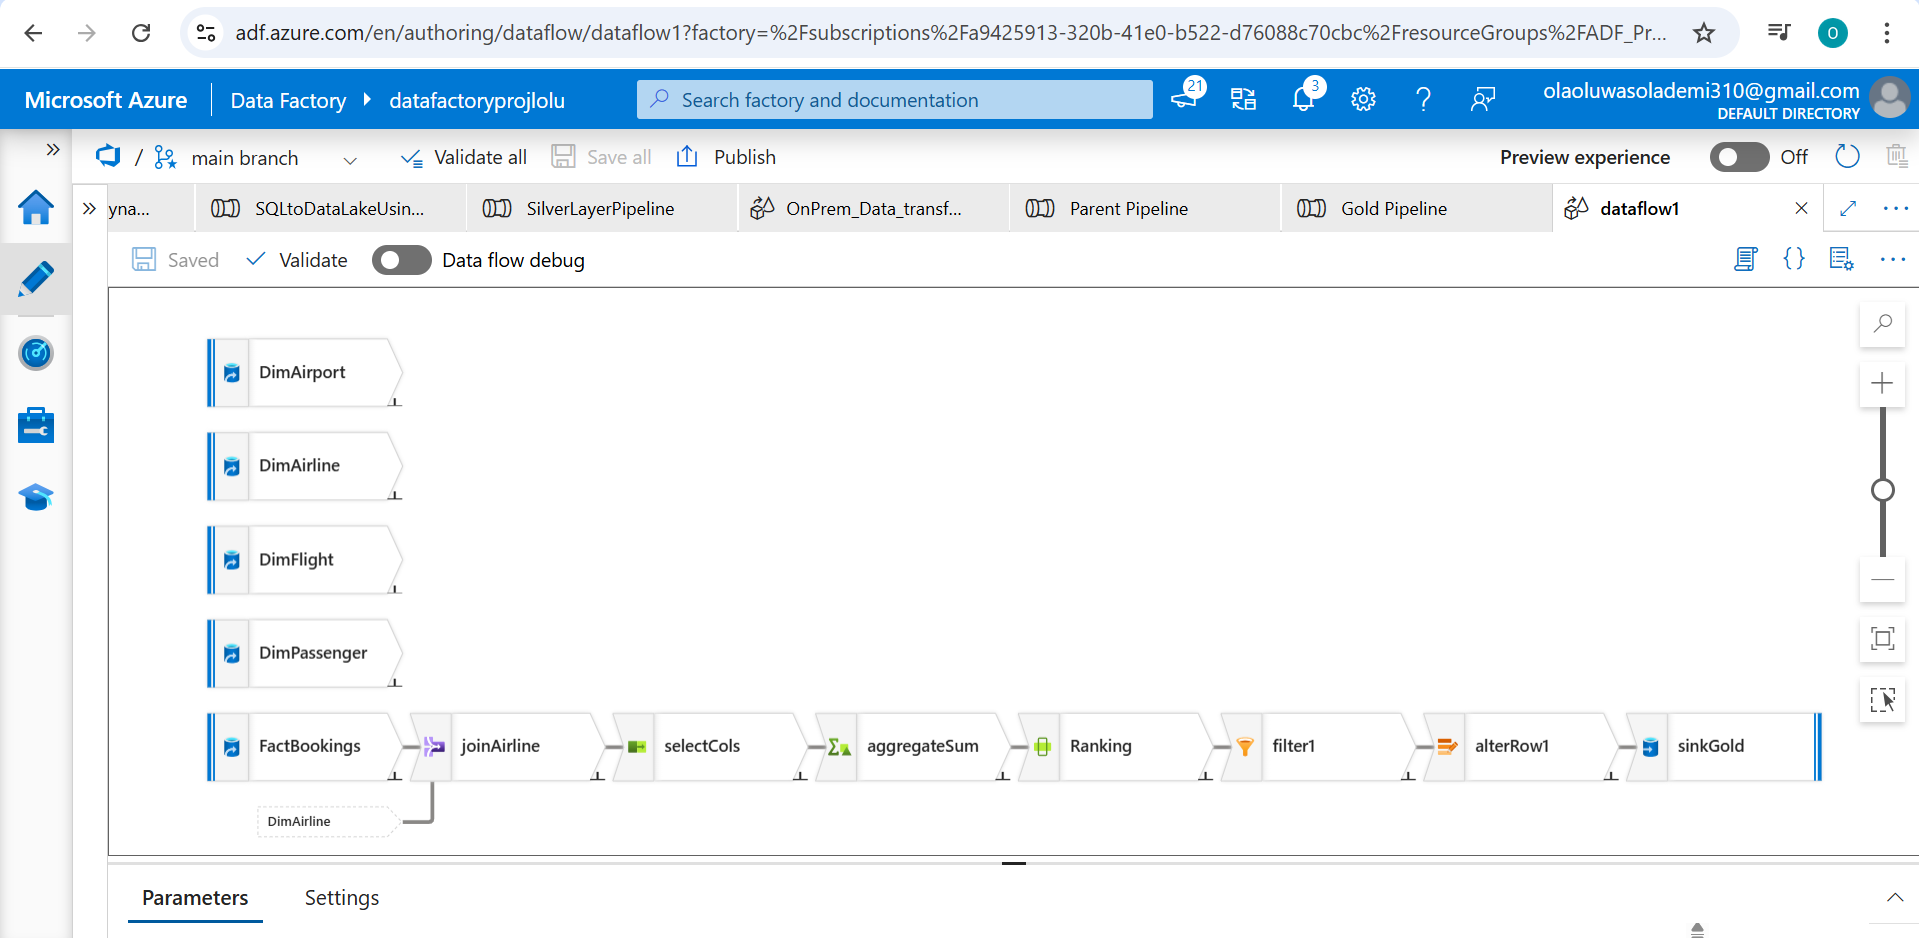 adf.azure.com/en/authoring/dataflow/dataflow1?factory=%2Fsubscriptions%2Fa9425913-320b-41e0-b522-d76088c70cbc%2FresourceGroups%2FADF_Pr...
O
Microsoft Azure
Data Factory
datafactoryprojlolu
Search factory and documentation
21
3
olaoluwasolademi310@gmail.com
DEFAULT DIRECTORY
/
main branch
Validate all
Save all
Publish
Preview experience
Off
yna...
SQLtoDataLakeUsin...
SilverLayerPipeline
OnPrem_Data_transf...
Parent Pipeline
Gold Pipeline
dataflow1
Saved
Validate
Data flow debug
DimAirport
DimAirline
DimFlight
DimPassenger
FactBookings
joinAirline
selectCols
aggregateSum
Ranking
filter1
alterRow1
sinkGold
DimAirline
Parameters
Settings